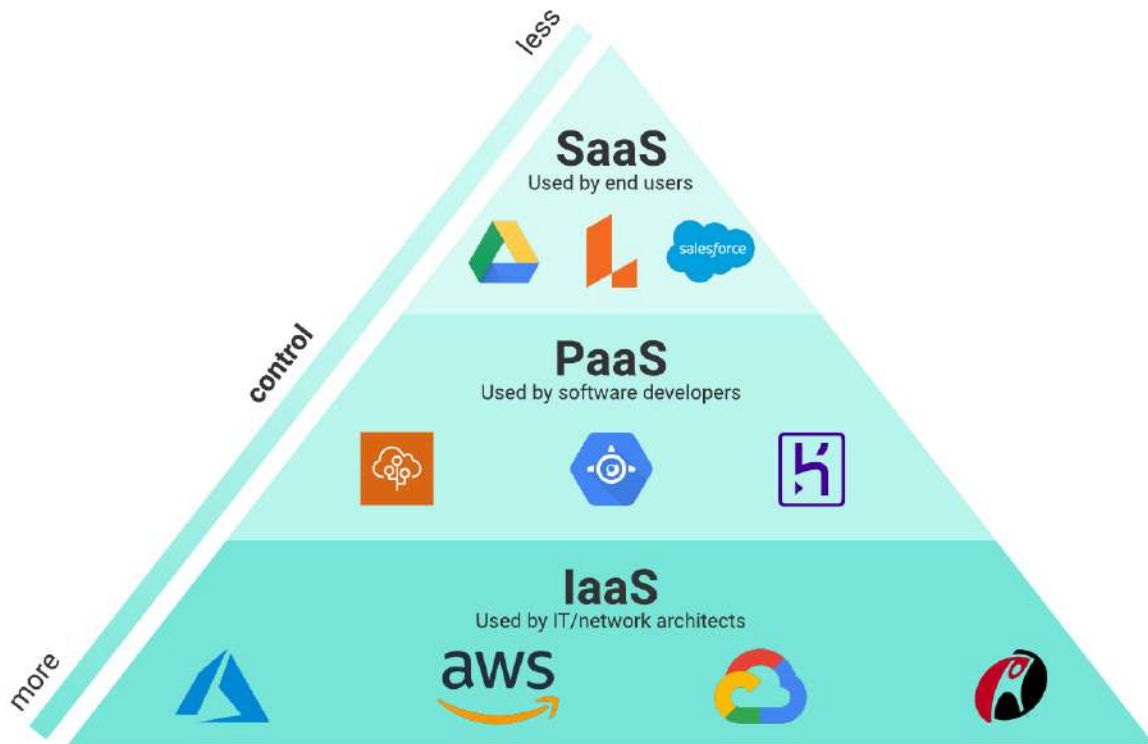 less
SaaS
Used by end users
salesforce
control
PaaS
Used by software developers
IaaS
Used by IT/network architects
more
aws